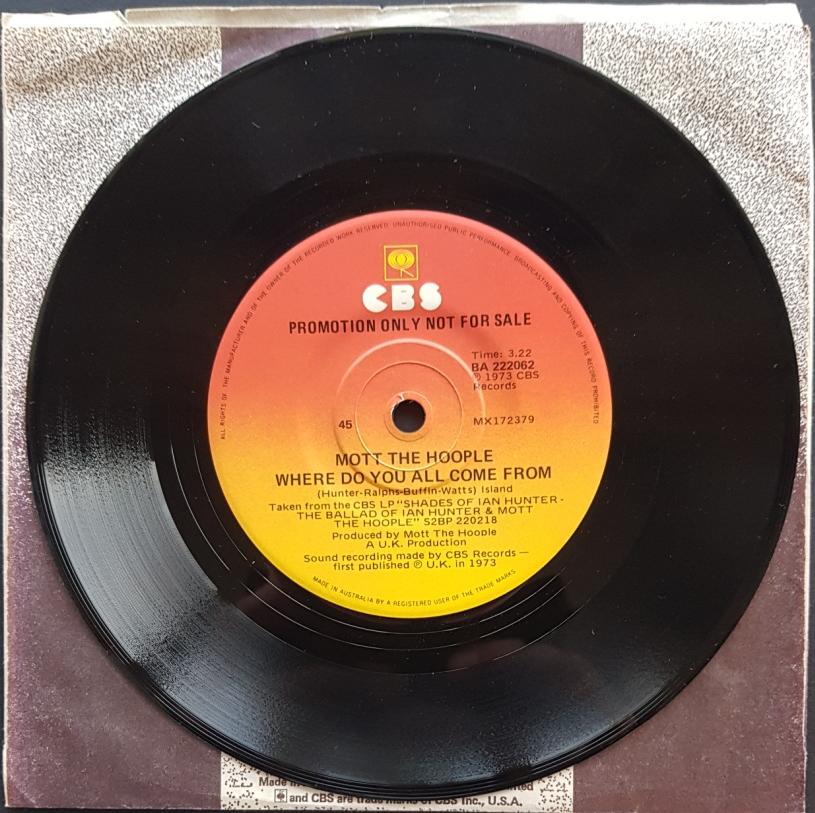 ALL RIGHTS OF THE MANUFACTURER AND OF THE OWNER OF THE RECORDED WORK RESERVED. UNAUTHORISED PUBLIC PERFORMANCE, BROADCASTING AND COPYING OF THIS RECORD PROHIBITED
CBS
PROMOTION ONLY NOT FOR SALE
Time: 3.22
BA 222062
℗ 1973 CBS
Records
45
MX172379
MOTT THE HOOPLE
WHERE DO YOU ALL COME FROM
(Hunter-Ralphs-Buffin-Watts) Island
Taken from the CBS LP "SHADES OF IAN HUNTER -
THE BALLAD OF IAN HUNTER & MOTT
THE HOOPLE" S2BP 220218
Produced by Mott The Hoople
A U.K. Production
Sound recording made by CBS Records —
first published ℗ U.K. in 1973
MADE IN AUSTRALIA BY A REGISTERED USER OF THE TRADE MARKS
Made
and CBS are trade marks of CBS Inc., U.S.A.